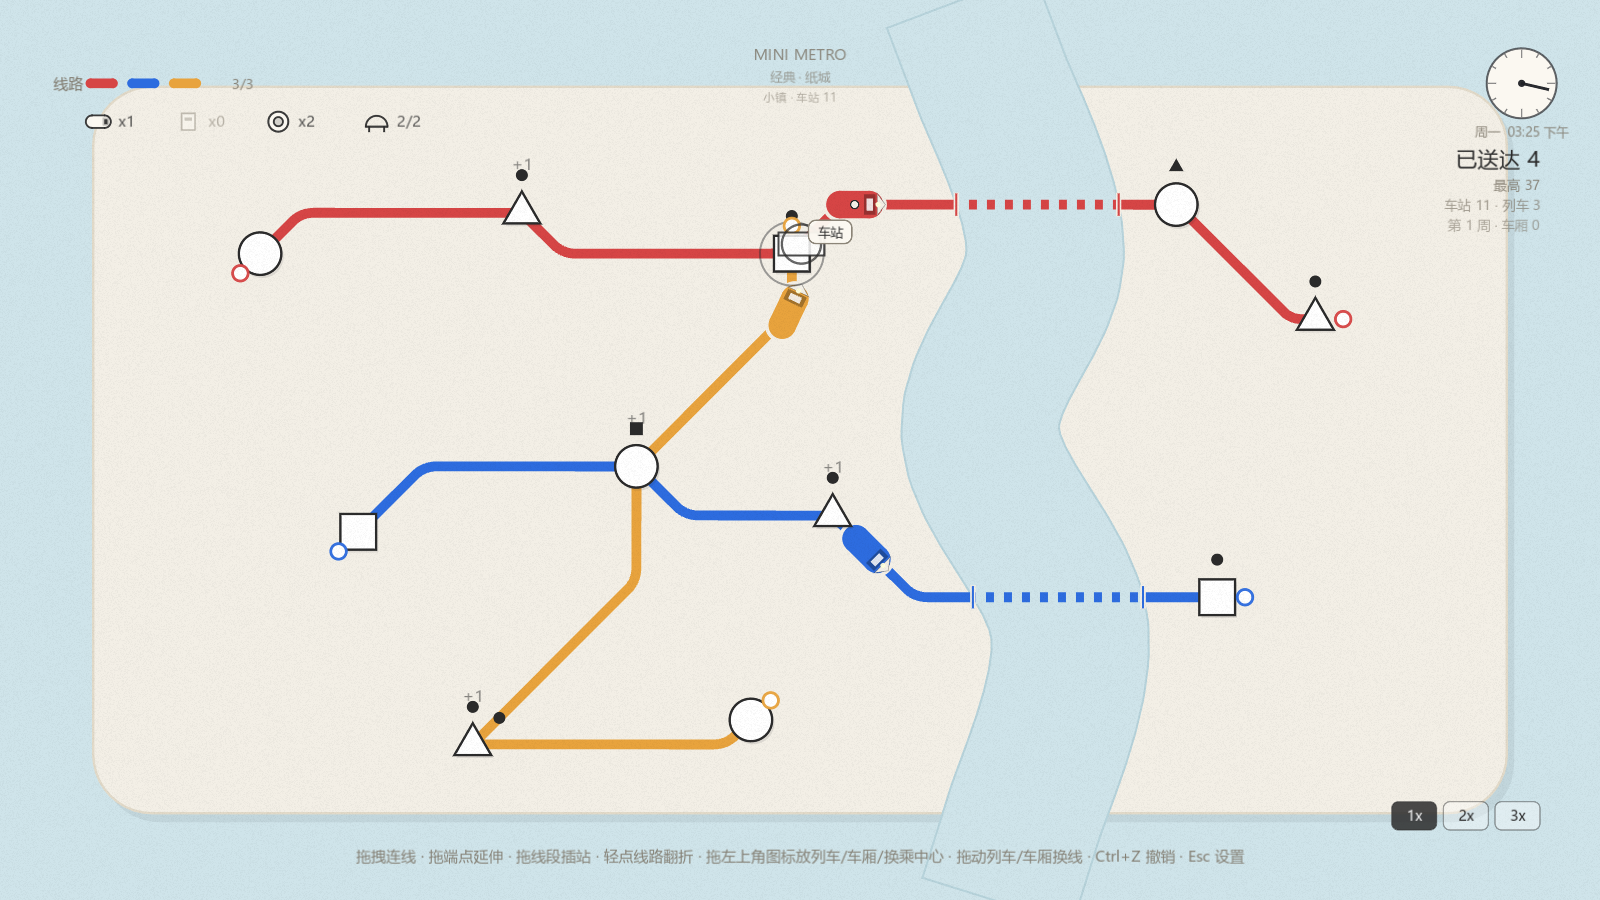 MINI METRO
经典 · 纸城
小镇 · 车站 11
线路
3/3
x1
x0
x2
2/2
周一 03:25 下午
已送达 4
最高 37
车站 11 · 列车 3
第 1 周 · 车厢 0
+1
车站
+1
+1
+1
1x
2x
3x
拖拽连线 · 拖端点延伸 · 拖线段插站 · 轻点线路翻折 · 拖左上角图标放列车/车厢/换乘中心 · 拖动列车/车厢换线 · Ctrl+Z 撤销 · Esc 设置